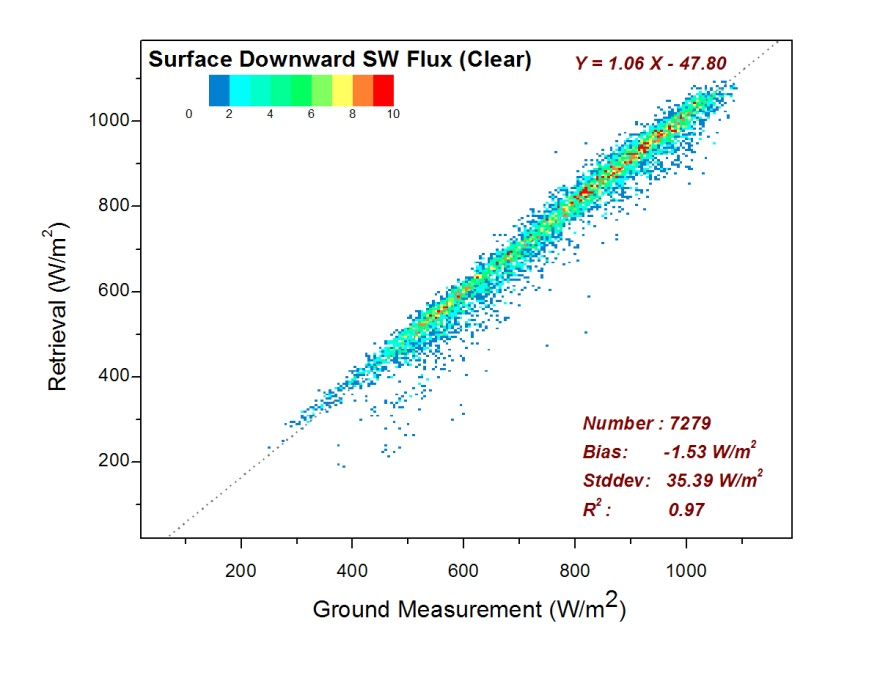 Surface Downward SW Flux (Clear)
Y = 1.06 X - 47.80
0 2 4 6 8 10
1000
800
600
400
200
Retrieval (W/m²)
Number : 7279
Bias: -1.53 W/m²
Stddev: 35.39 W/m²
R² : 0.97
200 400 600 800 1000
Ground Measurement (W/m²)